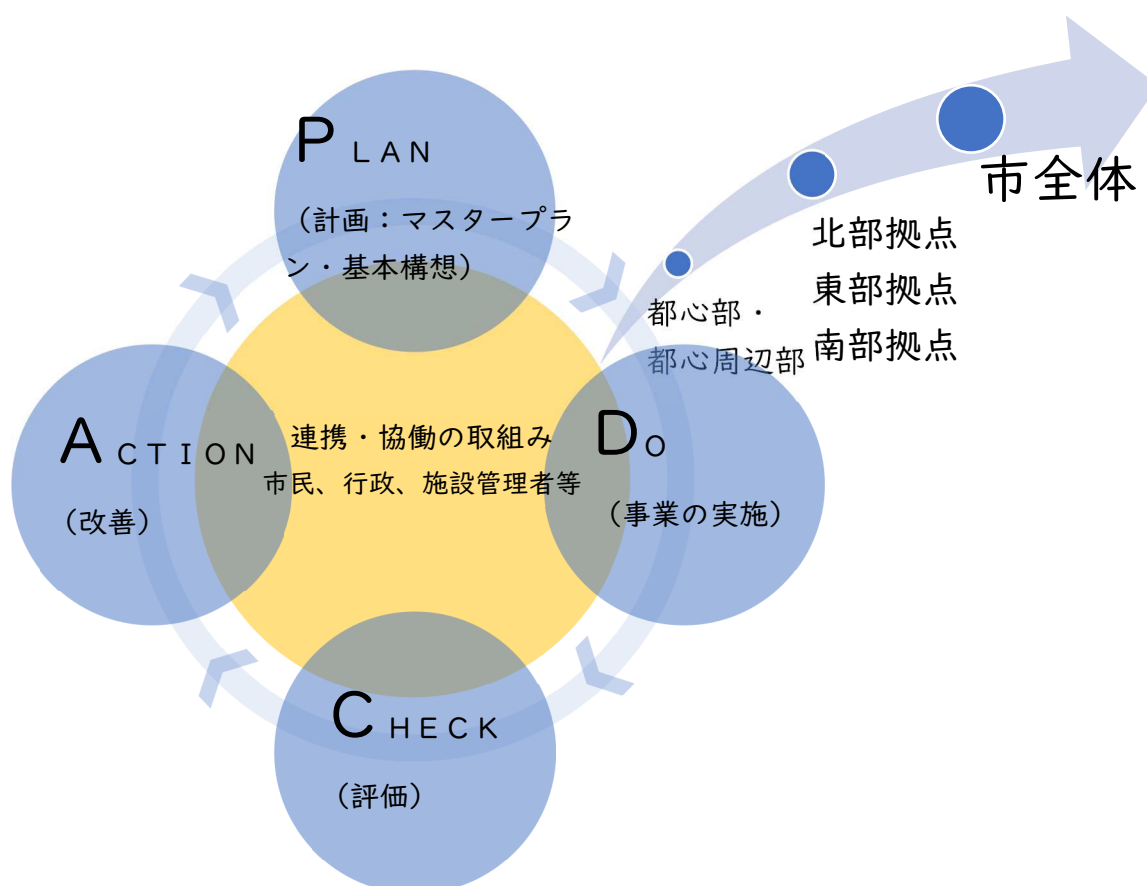 PLAN
（計画：マスタープラ
ン・基本構想）
市全体
北部拠点
東部拠点
南部拠点
都心部・
都心周辺部
ACTION
（改善）
連携・協働の取組み
市民、行政、施設管理者等
DO
（事業の実施）
CHECK
（評価）